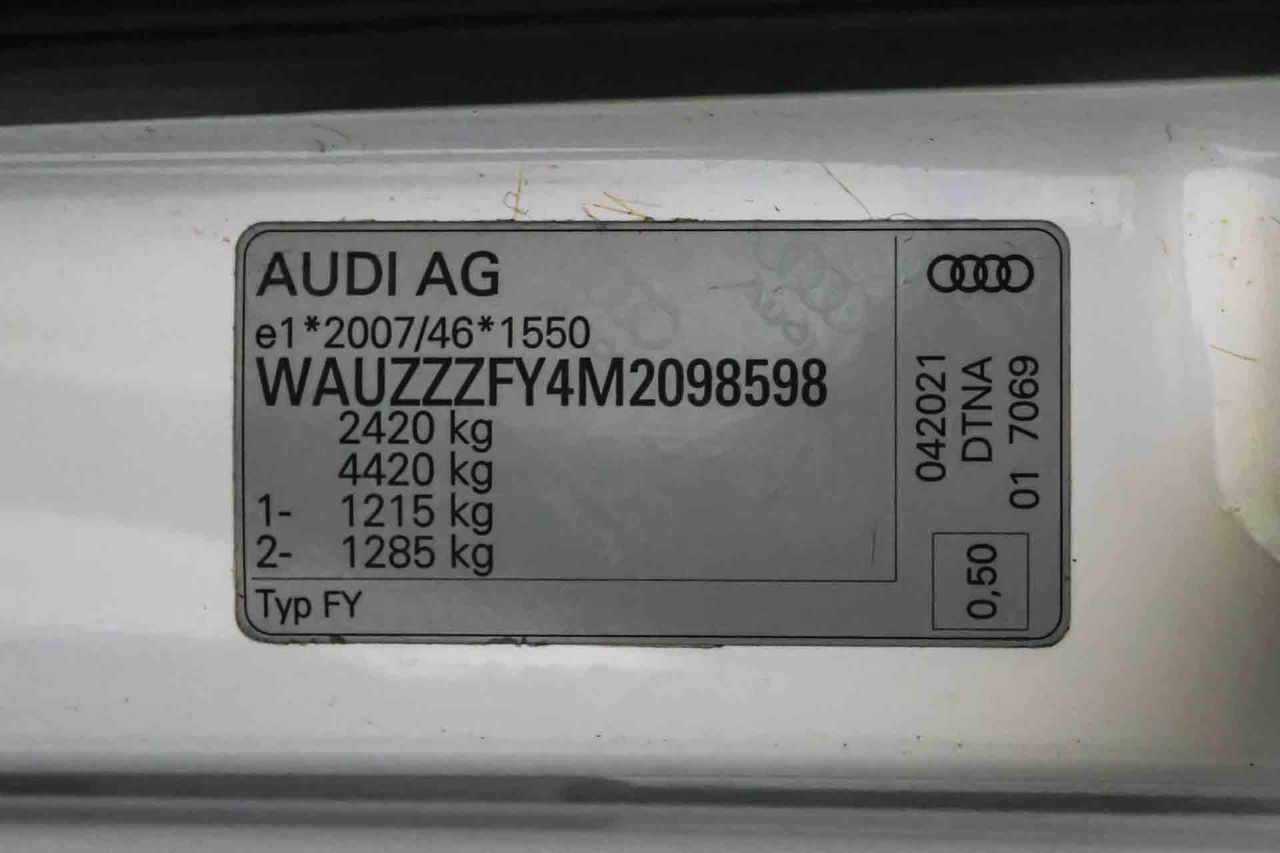 AUDI AG
e1*2007/46*1550
WAUZZZFY4M2098598
2420 kg
4420 kg
1- 1215 kg
2- 1285 kg
Typ FY
042021
DTNA
01 7069
0,50